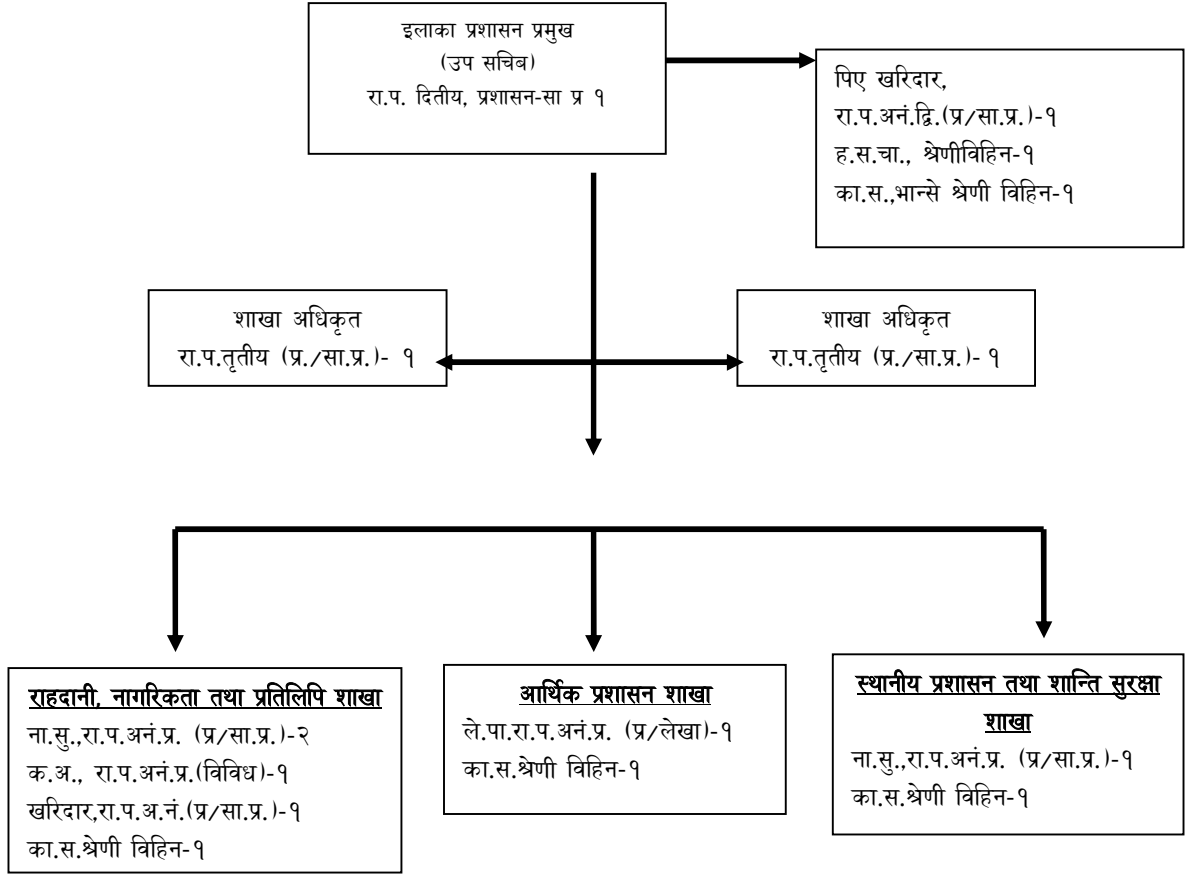 इलाका प्रशासन प्रमुख
(उप सचिब)
रा.प. दितीय, प्रशासन-सा प्र १
पिए खरिदार,
रा.प.अनं.द्वि.(प्र/सा.प्र.)-१
ह.स.चा., श्रेणीविहिन-१
का.स.,भान्से श्रेणी विहिन-१
शाखा अधिकृत
रा.प.तृतीय (प्र./सा.प्र.)- १
शाखा अधिकृत
रा.प.तृतीय (प्र./सा.प्र.)- १
राहदानी, नागरिकता तथा प्रतिलिपि शाखा
ना.सु.,रा.प.अनं.प्र. (प्र/सा.प्र.)-२
क.अ., रा.प.अनं.प्र.(विविध)-१
खरिदार,रा.प.अ.नं.(प्र/सा.प्र.)-१
का.स.श्रेणी विहिन-१
आर्थिक प्रशासन शाखा
ले.पा.रा.प.अनं.प्र. (प्र/लेखा)-१
का.स.श्रेणी विहिन-१
स्थानीय प्रशासन तथा शान्ति सुरक्षा
शाखा
ना.सु.,रा.प.अनं.प्र. (प्र/सा.प्र.)-१
का.स.श्रेणी विहिन-१